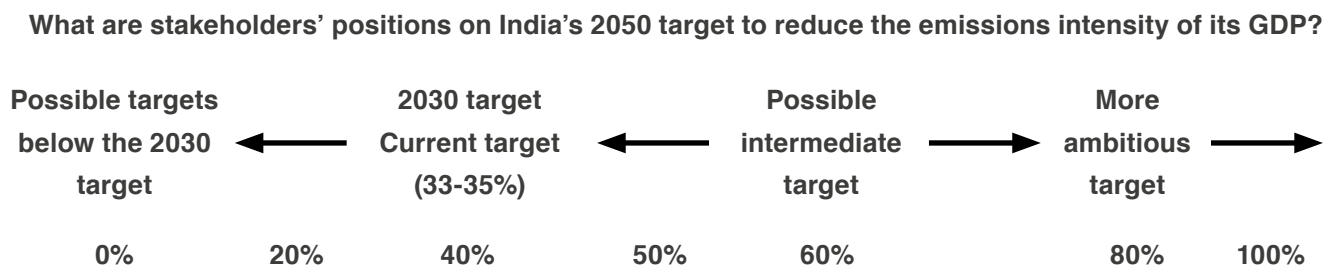 What are stakeholders’ positions on India’s 2050 target to reduce the emissions intensity of its GDP?
Possible targets
below the 2030
target
2030 target
Current target
(33-35%)
Possible
intermediate
target
More
ambitious
target
0% 20% 40% 50% 60% 80% 100%